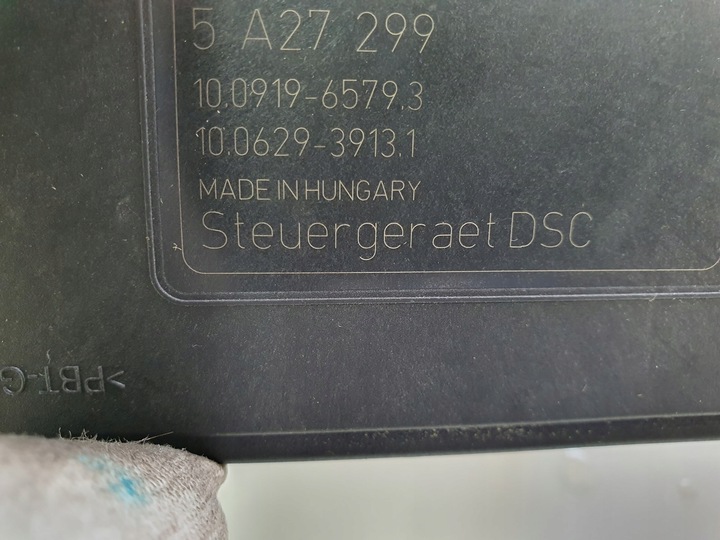 5 A27 299
10.0919-6579.3
10.0629-3913.1
MADE IN HUNGARY
Steuergeraet DSC
>PBT-G